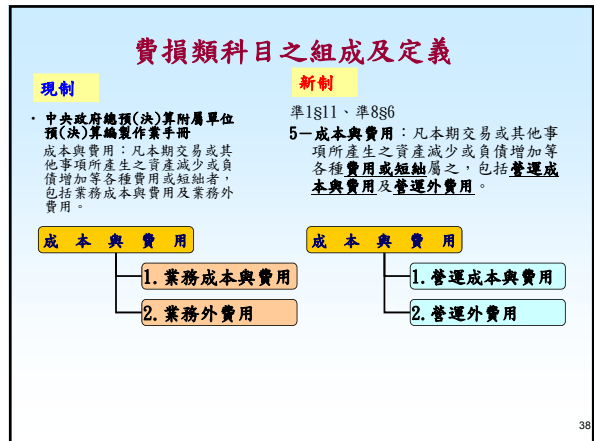 費損類科目之組成及定義
現制
・中央政府總預(決)算附屬單位
預(決)算編製作業手冊
成本與費用：凡本期交易或其
他事項所產生之資產減少或負
債增加等各種費用或短絀者，
包括業務成本與費用及業務外
費用。
成本與費用
1.業務成本與費用
2.業務外費用
新制
準1§11、準8§6
5－成本與費用：凡本期交易或其他事
項所產生之資產減少或負債增加等
各種費用或短絀屬之，包括營運成
本與費用及營運外費用。
成本與費用
1.營運成本與費用
2.營運外費用
38